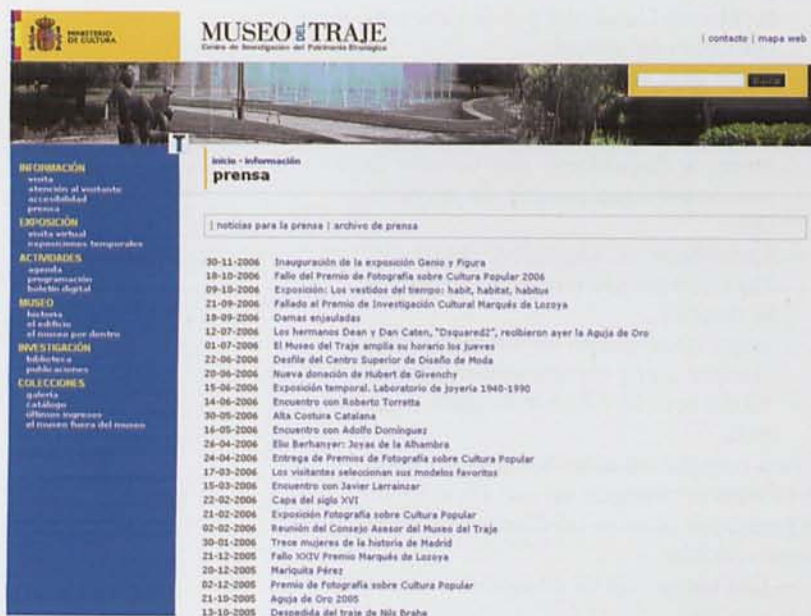 MINISTERIO
DE CULTURA
MUSEO DEL TRAJE
Centro de Investigación del Patrimonio Etnológico
| contacto | mapa web
T
INFORMACIÓN
visita
atención al visitante
accesibilidad
prensa
EXPOSICIÓN
visita virtual
exposiciones temporales
ACTIVIDADES
agenda
programación
boletín digital
MUSEO
historia
el edificio
el museo por dentro
INVESTIGACIÓN
biblioteca
publicaciones
COLECCIONES
galería
catálogo
últimos ingresos
el museo fuera del museo
inicio - información
prensa
| noticias para la prensa | archivo de prensa
30-11-2006 Inauguración de la exposición Genio y Figura
18-10-2006 Fallo del Premio de Fotografía sobre Cultura Popular 2006
09-10-2006 Exposición: Los vestidos del tiempo: habit, habitat, habitus
21-09-2006 Fallado el Premio de Investigación Cultural Marqués de Lozoya
18-09-2006 Damas enjauladas
12-07-2006 Los hermanos Dean y Dan Caten, "Dsquared2", recibieron ayer la Aguja de Oro
01-07-2006 El Museo del Traje amplía su horario los jueves
22-06-2006 Desfile del Centro Superior de Diseño de Moda
20-06-2006 Nueva donación de Hubert de Givenchy
15-06-2006 Exposición temporal. Laboratorio de joyería 1940-1990
14-06-2006 Encuentro con Roberto Torretta
30-05-2006 Alta Costura Catalana
16-05-2006 Encuentro con Adolfo Domínguez
26-04-2006 Elio Berhanyer: Joyas de la Alhambra
24-04-2006 Entrega de Premios de Fotografía sobre Cultura Popular
17-03-2006 Los visitantes seleccionan sus modelos favoritos
15-03-2006 Encuentro con Javier Larrainzar
22-02-2006 Capa del siglo XVI
21-02-2006 Exposición Fotografía sobre Cultura Popular
02-02-2006 Reunión del Consejo Asesor del Museo del Traje
30-01-2006 Trece mujeres de la historia de Madrid
21-12-2005 Fallo XXIV Premio Marqués de Lozoya
20-12-2005 Mariquita Pérez
02-12-2005 Premio de Fotografía sobre Cultura Popular
21-10-2005 Aguja de Oro 2005
13-10-2005 Despedida del traje de Nils Brahe